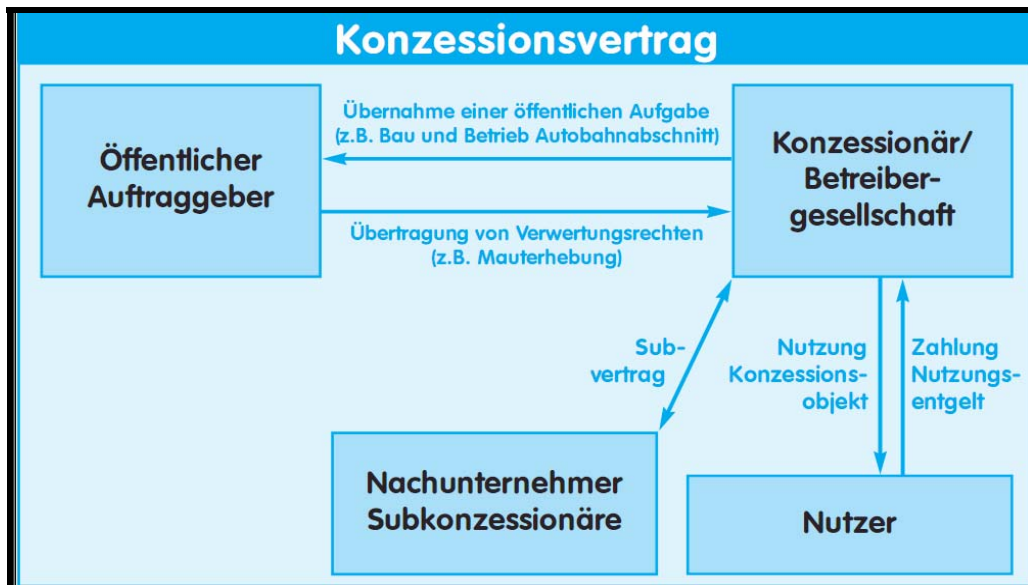 Konzessionsvertrag
Öffentlicher
Auftraggeber
Übernahme einer öffentlichen Aufgabe
(z.B. Bau und Betrieb Autobahnabschnitt)
Übertragung von Verwertungsrechten
(z.B. Mauterhebung)
Konzessionär/
Betreiber-
gesellschaft
Sub-
vertrag
Nutzung
Konzessions-
objekt
Zahlung
Nutzungs-
entgelt
Nachunternehmer
Subkonzessionäre
Nutzer